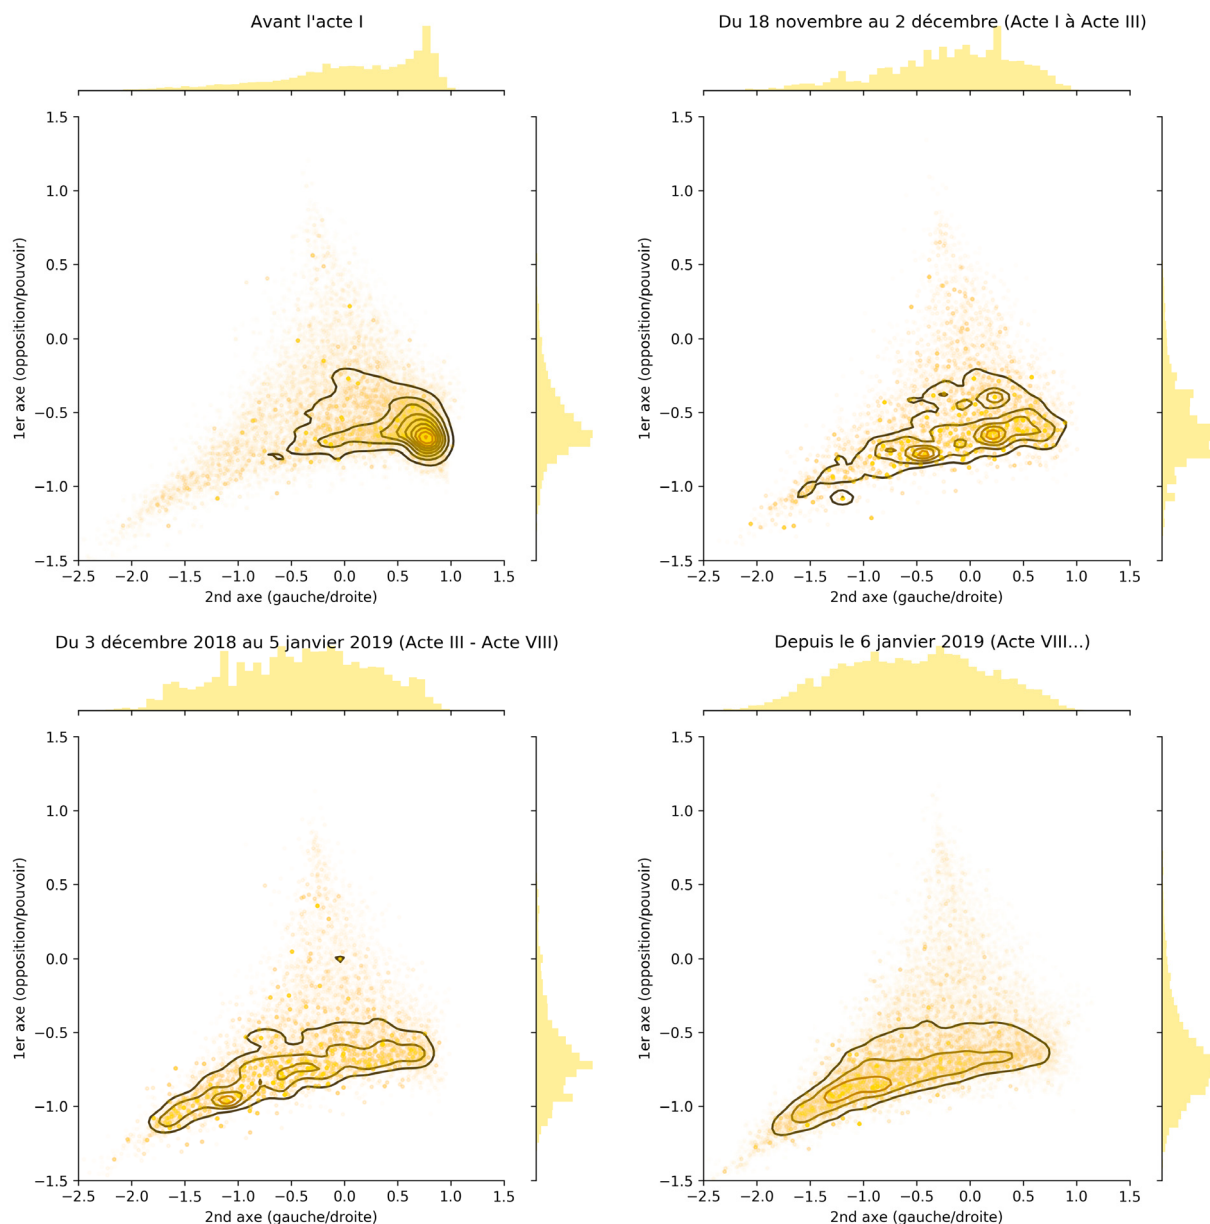 Avant l'acte I
1.5
1.0
0.5
0.0
−0.5
−1.0
−1.5
1er axe (opposition/pouvoir)
−2.5 −2.0 −1.5 −1.0 −0.5 0.0 0.5 1.0 1.5
2nd axe (gauche/droite)
Du 18 novembre au 2 décembre (Acte I à Acte III)
1.5
1.0
0.5
0.0
−0.5
−1.0
−1.5
1er axe (opposition/pouvoir)
−2.5 −2.0 −1.5 −1.0 −0.5 0.0 0.5 1.0 1.5
2nd axe (gauche/droite)
Du 3 décembre 2018 au 5 janvier 2019 (Acte III - Acte VIII)
1.5
1.0
0.5
0.0
−0.5
−1.0
−1.5
1er axe (opposition/pouvoir)
−2.5 −2.0 −1.5 −1.0 −0.5 0.0 0.5 1.0 1.5
2nd axe (gauche/droite)
Depuis le 6 janvier 2019 (Acte VIII...)
1.5
1.0
0.5
0.0
−0.5
−1.0
−1.5
1er axe (opposition/pouvoir)
−2.5 −2.0 −1.5 −1.0 −0.5 0.0 0.5 1.0 1.5
2nd axe (gauche/droite)